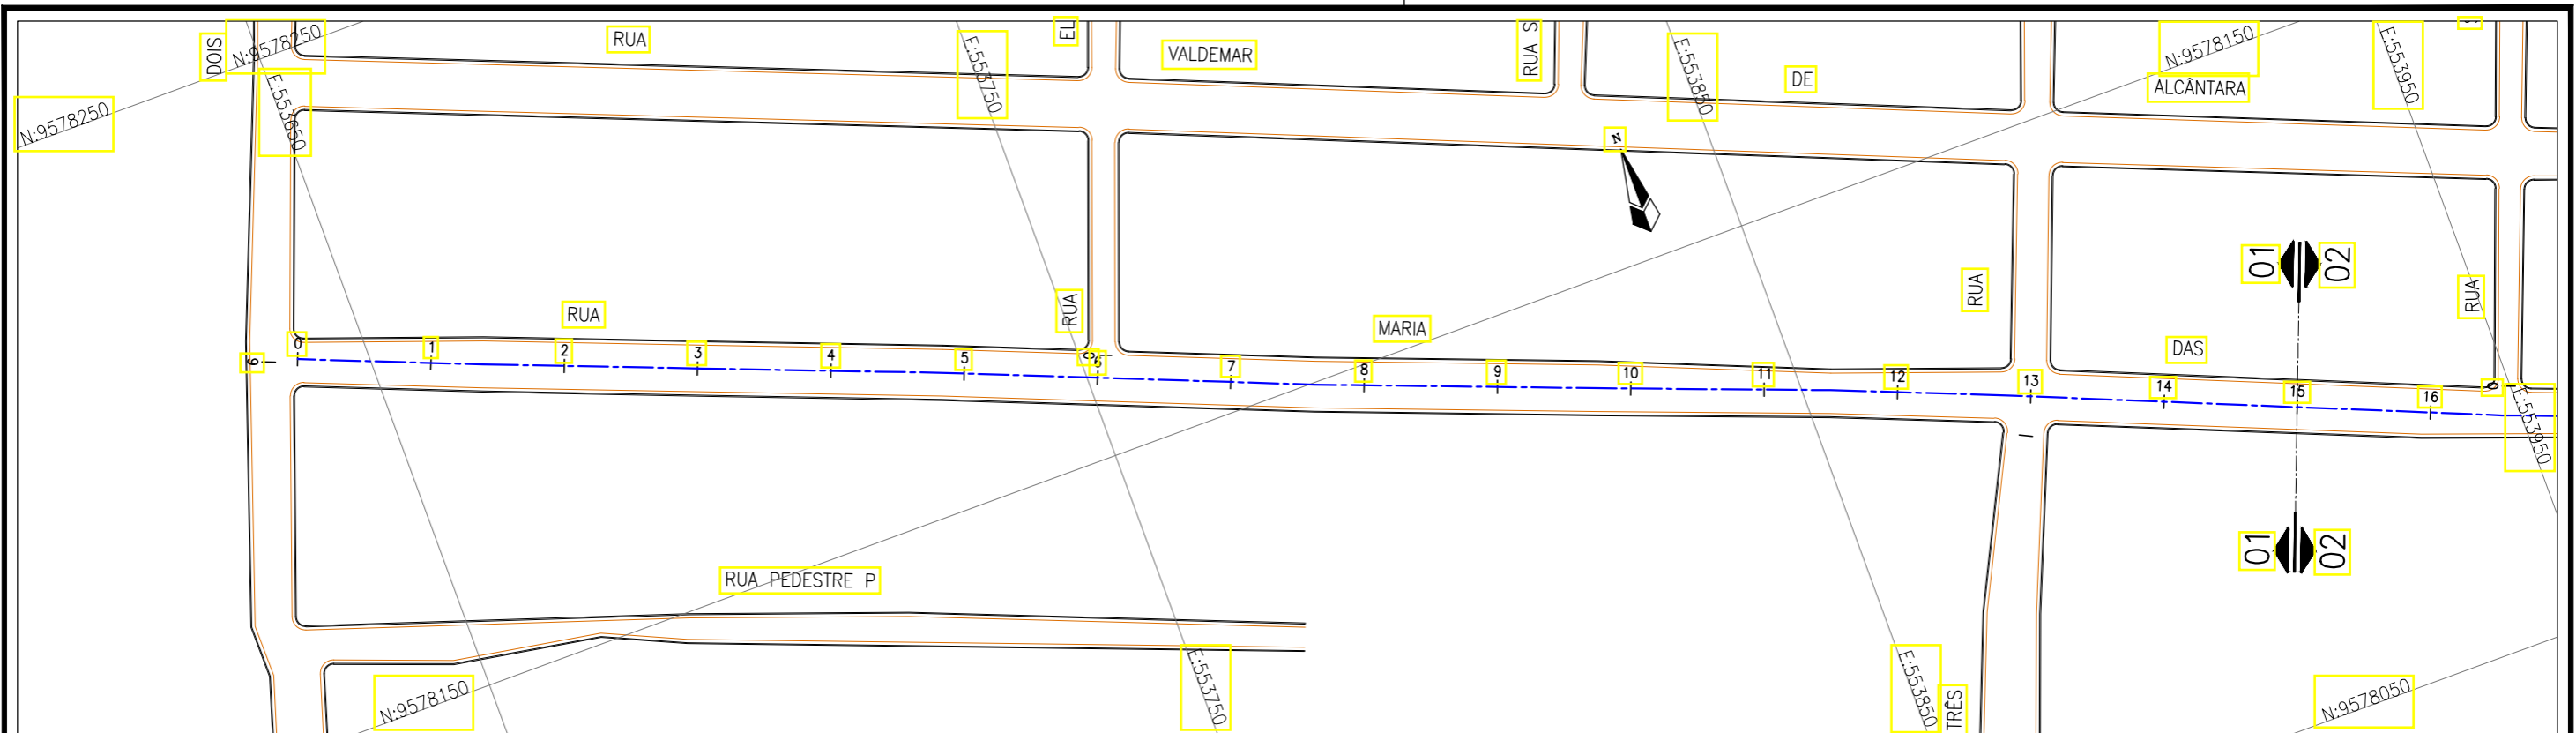 DOIS
N:9578250
RUA
EL
VALDEMAR
RUA S
DE
N:9578150
ALCÂNTARA
N:9578250
E:553650
E:553750
E:553850
E:553950
N
01
02
RUA
RUA
MARIA
RUA
DAS
RUA
0
1
2
3
4
5
6
7
8
9
10
11
12
13
14
15
16
E:553950
01
02
RUA PEDESTRE P
N:9578150
E:553750
E:553850
TRÊS
N:9578050